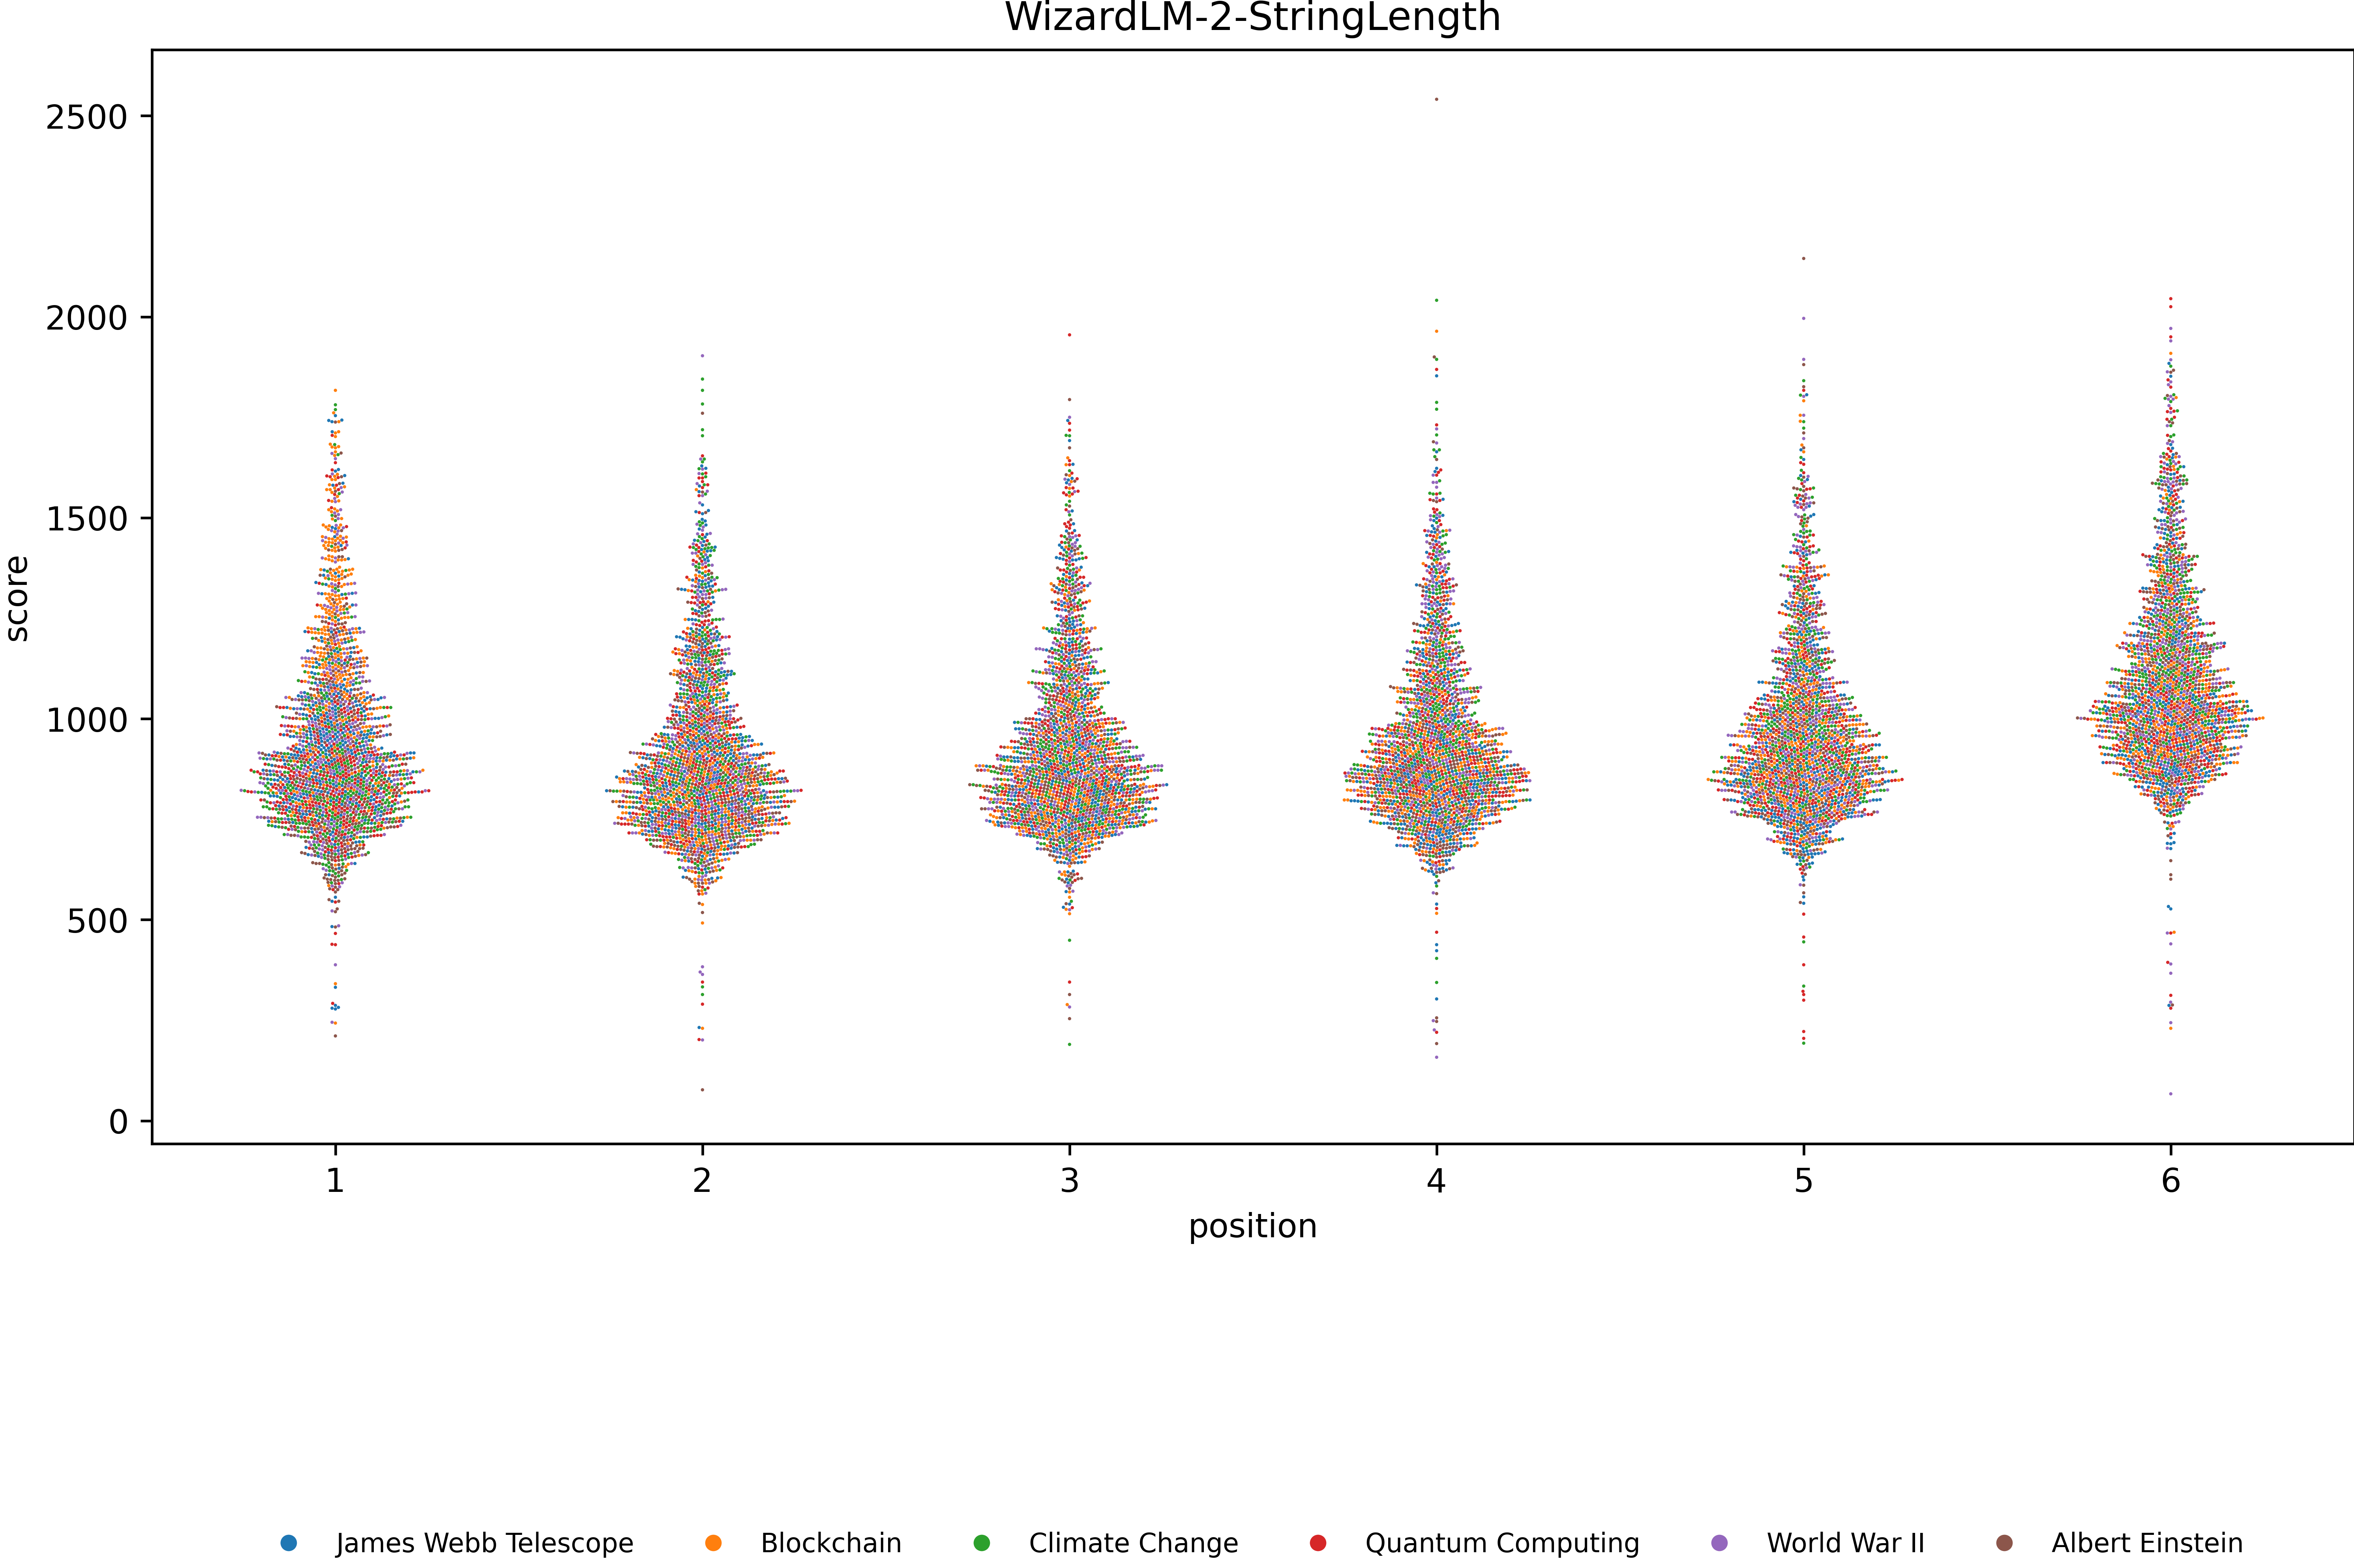 WizardLM-2-StringLength
2500
2000
1500
1000
500
0
score
1 2 3 4 5 6
position
James Webb Telescope Blockchain Climate Change Quantum Computing World War II Albert Einstein